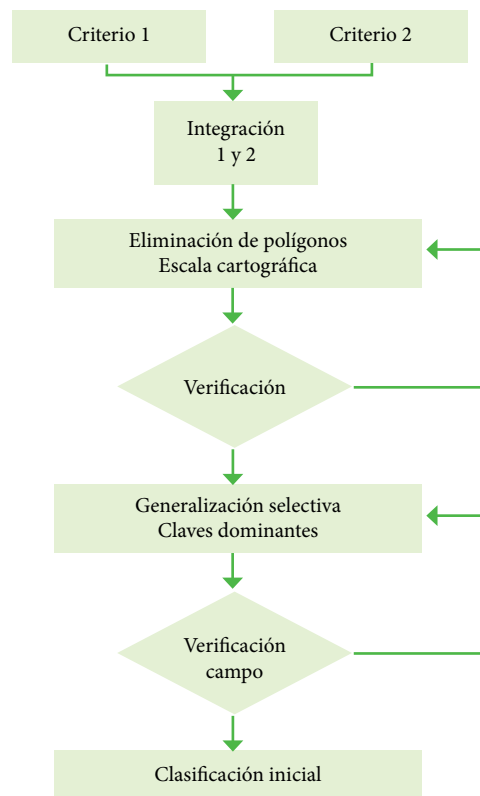 Criterio 1
Criterio 2
Integración
1 y 2
Eliminación de polígonos
Escala cartográfica
Verificación
Generalización selectiva
Claves dominantes
Verificación
campo
Clasificación inicial